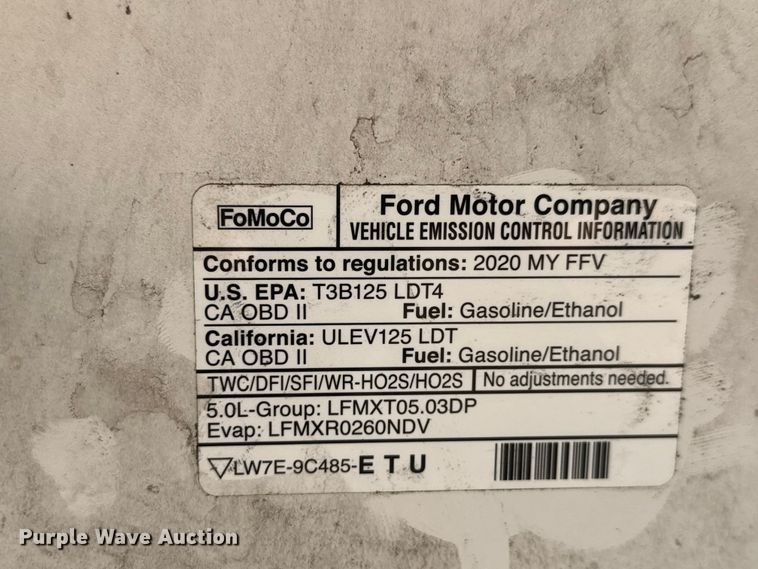 FoMoCo
Ford Motor Company
VEHICLE EMISSION CONTROL INFORMATION
Conforms to regulations: 2020 MY FFV
U.S. EPA: T3B125 LDT4
CA OBD II Fuel: Gasoline/Ethanol
California: ULEV125 LDT
CA OBD II Fuel: Gasoline/Ethanol
TWC/DFI/SFI/WR-HO2S/HO2S No adjustments needed.
5.0L-Group: LFMXT05.03DP
Evap: LFMXR0260NDV
LW7E-9C485-ETU
Purple Wave Auction